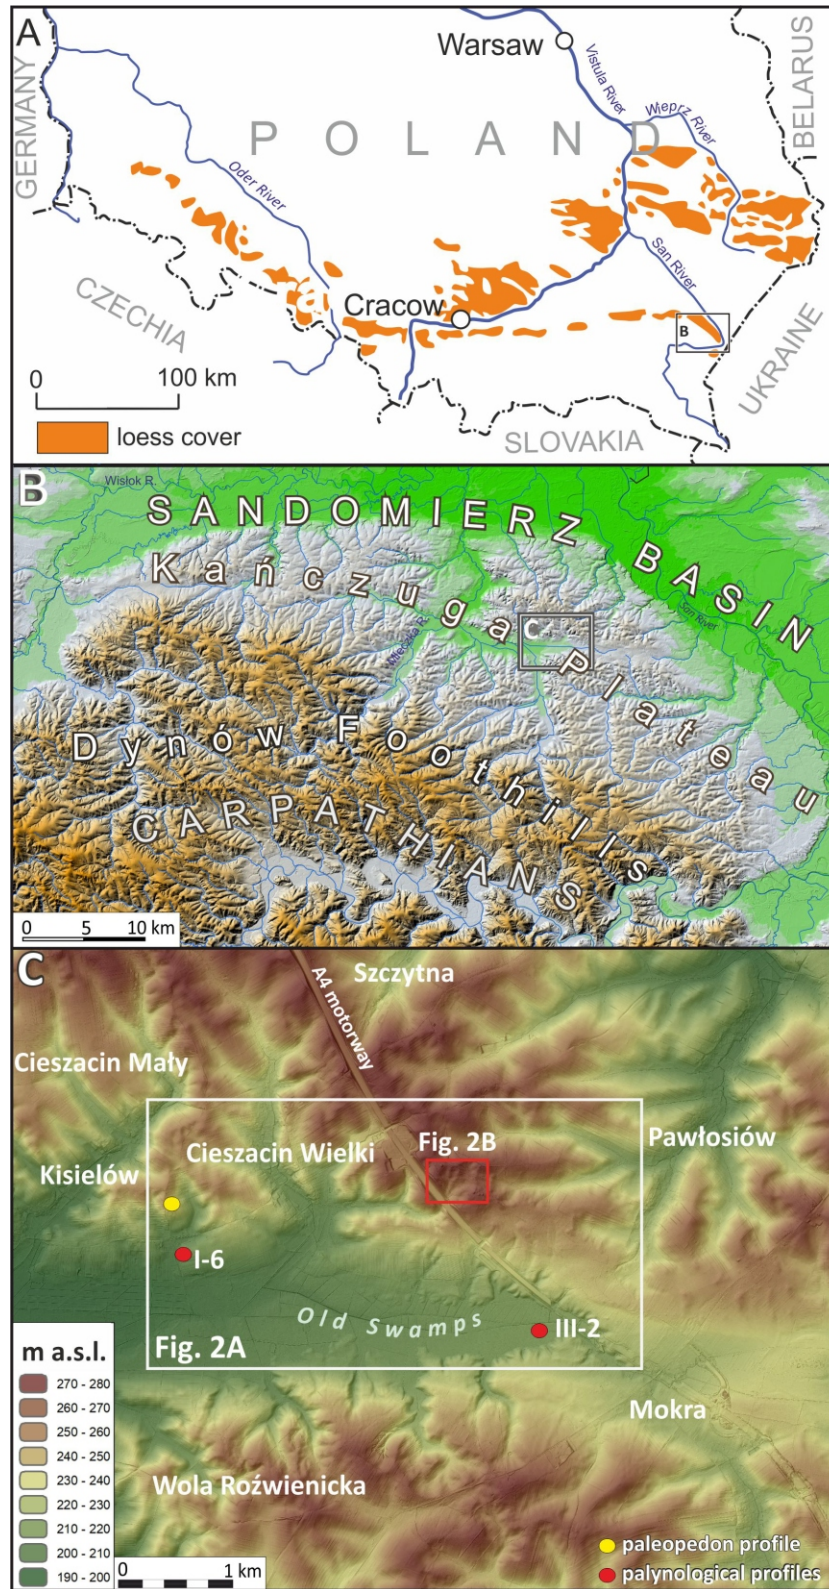 A
Warsaw
Vistula River
Wieprz River
BELARUS
GERMANY
POLAND
Oder River
San River
CZECHIA
ra
Cracow
B
UKRAINE
0 100 km
loess cover
SLOVAKIA
B
Wisłok R.
SANDOMIERZ BASIN
Kańczuga Plateau
C
San River
Dynów Foothills
CARPATHIANS
0 5 10 km
C
A4 motorway
Szczytna
Cieszacin Mały
Cieszacin Wielki
Fig. 2B
Pawłosiów
Kisielów
I-6
Old Swamps
III-2
Fig. 2A
m a.s.l.
270 - 280
260 - 270
250 - 260
240 - 250
230 - 240
220 - 230
210 - 220
200 - 210
190 - 200
Mokra
Wola Roźwienicka
0 1 km
paleopedon profile
palynological profiles